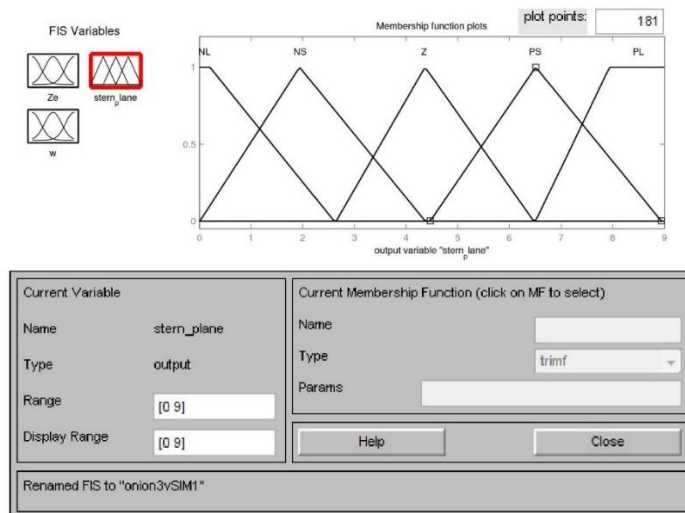 FIS Variables
Ze
stern_plane
w
Membership function plots
plot points:
181
NL NS Z PS PL
1
0.5
0
0 1 2 3 4 5 6 7 8 9
output variable "stern_plane"
Current Variable
Name stern_plane
Type output
Range [0 9]
Display Range [0 9]
Current Membership Function (click on MF to select)
Name
Type trimf
Params
Help Close
Renamed FIS to "onion3vSIM1"